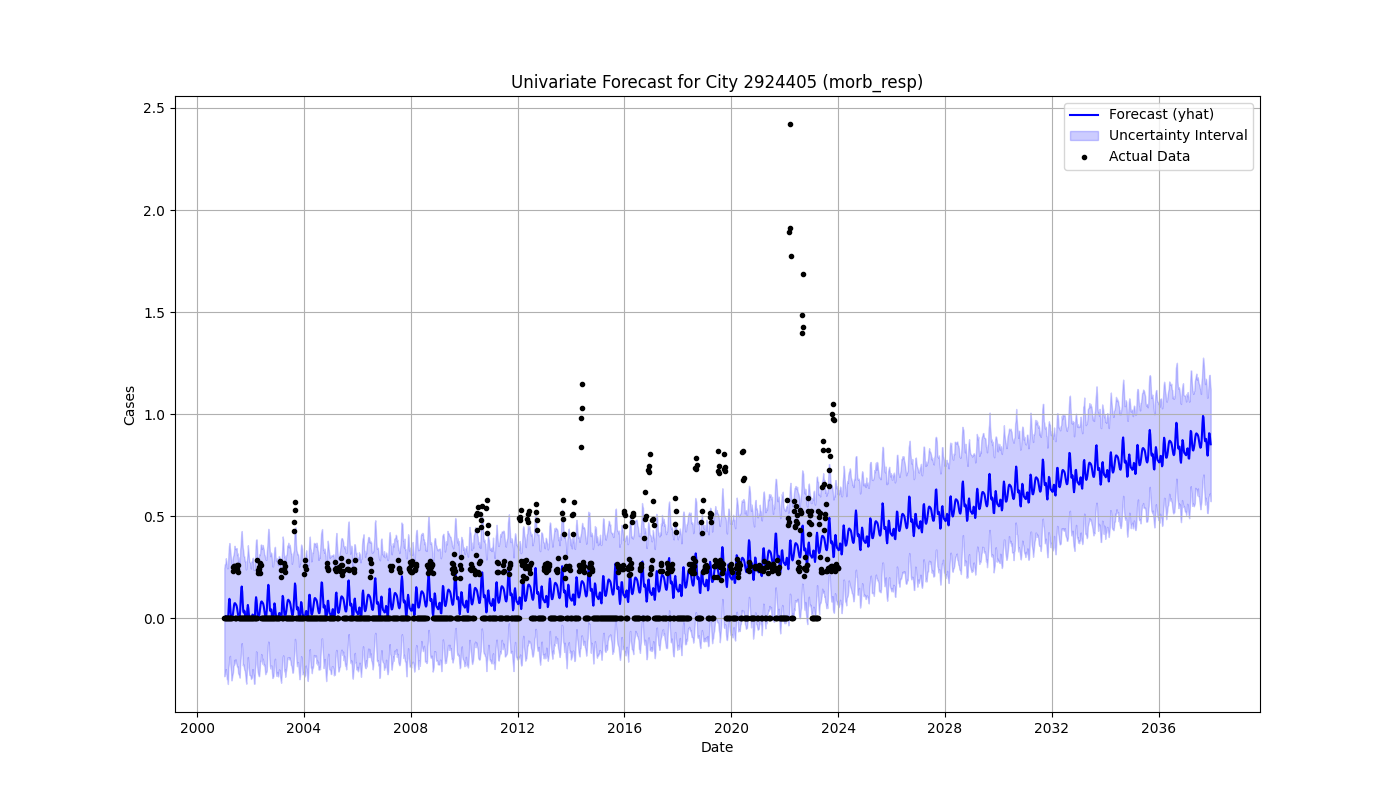 Univariate Forecast for City 2924405 (morb_resp)
Forecast (yhat)
Uncertainty Interval
Actual Data
2.5
2.0
1.5
1.0
0.5
0.0
Cases
2000 2004 2008 2012 2016 2020 2024 2028 2032 2036
Date